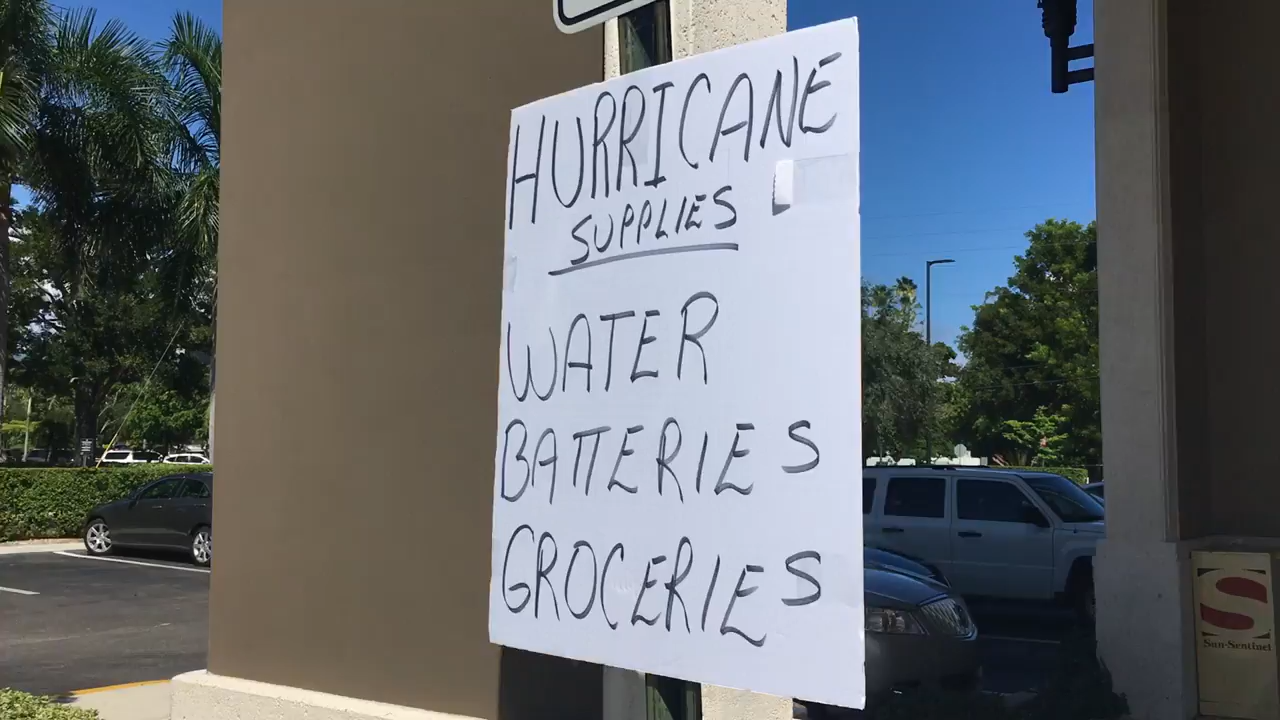 HURRICANE
SUPPLIES
WATER
BATTERIES
GROCERIES
S
Sun-Sentinel